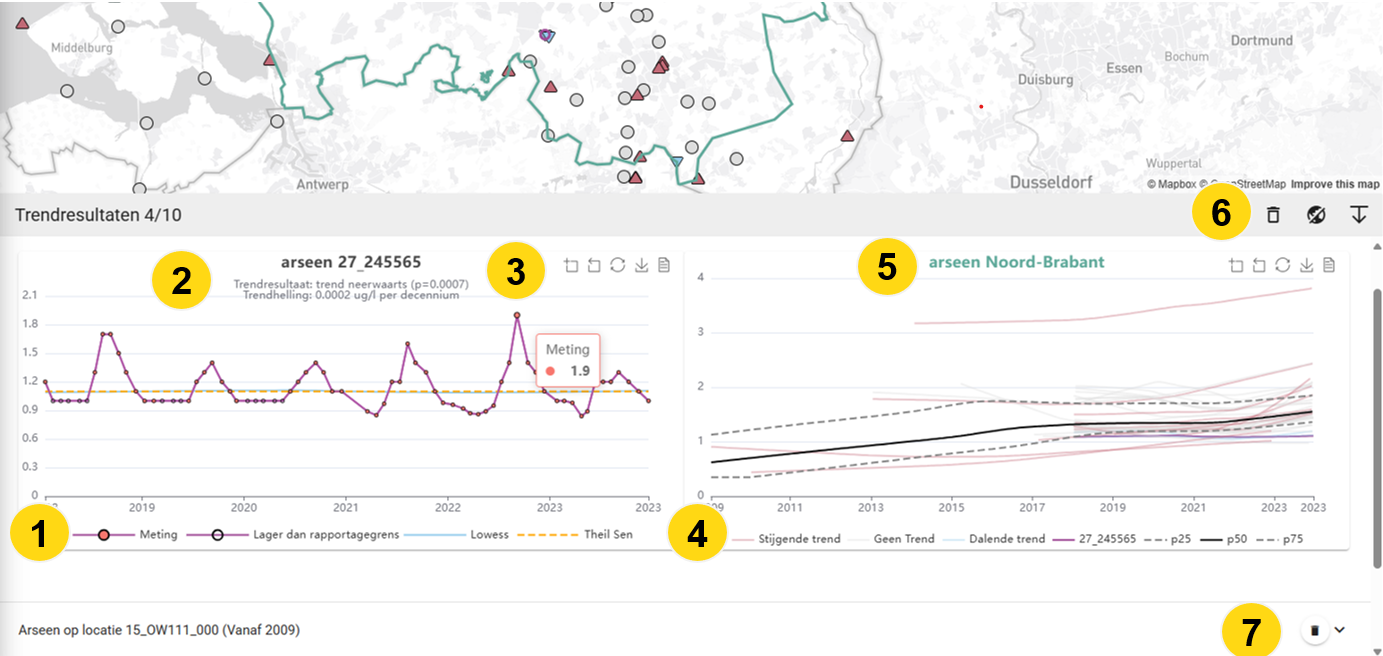 Middelburg
Antwerp
Duisburg
Essen
Bochum
Dortmund
Wuppertal
Dusseldorf
© Mapbox © OpenStreetMap Improve this map
Trendresultaten 4/10
6
2
arseen 27_245565
3
Trendresultaat: trend neerwaarts (p=0.0007)
Trendhelling: 0.0002 ug/l per decennium
2.1
1.8
1.5
1.2
0.9
0.6
0.3
0
Meting
1.9
2019
2020
2021
2022
2023
2023
1
Meting
Lager dan rapportagegrens
Lowess
Theil Sen
5
arseen Noord-Brabant
4
3
2
1
0
09
2011
2013
2015
2017
2019
2021
2023
2023
4
Stijgende trend
Geen Trend
Dalende trend
27_245565
p25
p50
p75
Arseen op locatie 15_OW111_000 (Vanaf 2009)
7